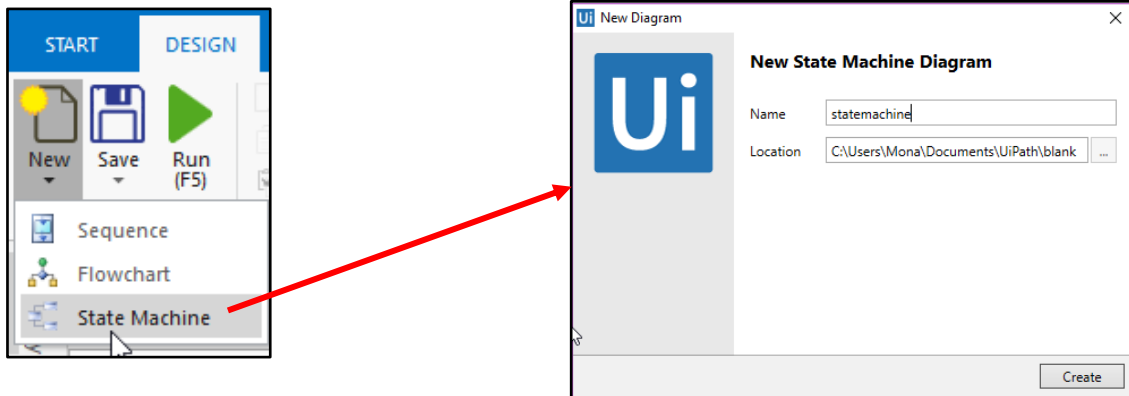 START DESIGN
New Save Run
(F5)
Sequence
Flowchart
State Machine
Ui New Diagram
Ui
New State Machine Diagram
Name statemachine
Location C:\Users\Mona\Documents\UiPath\blank ...
Create